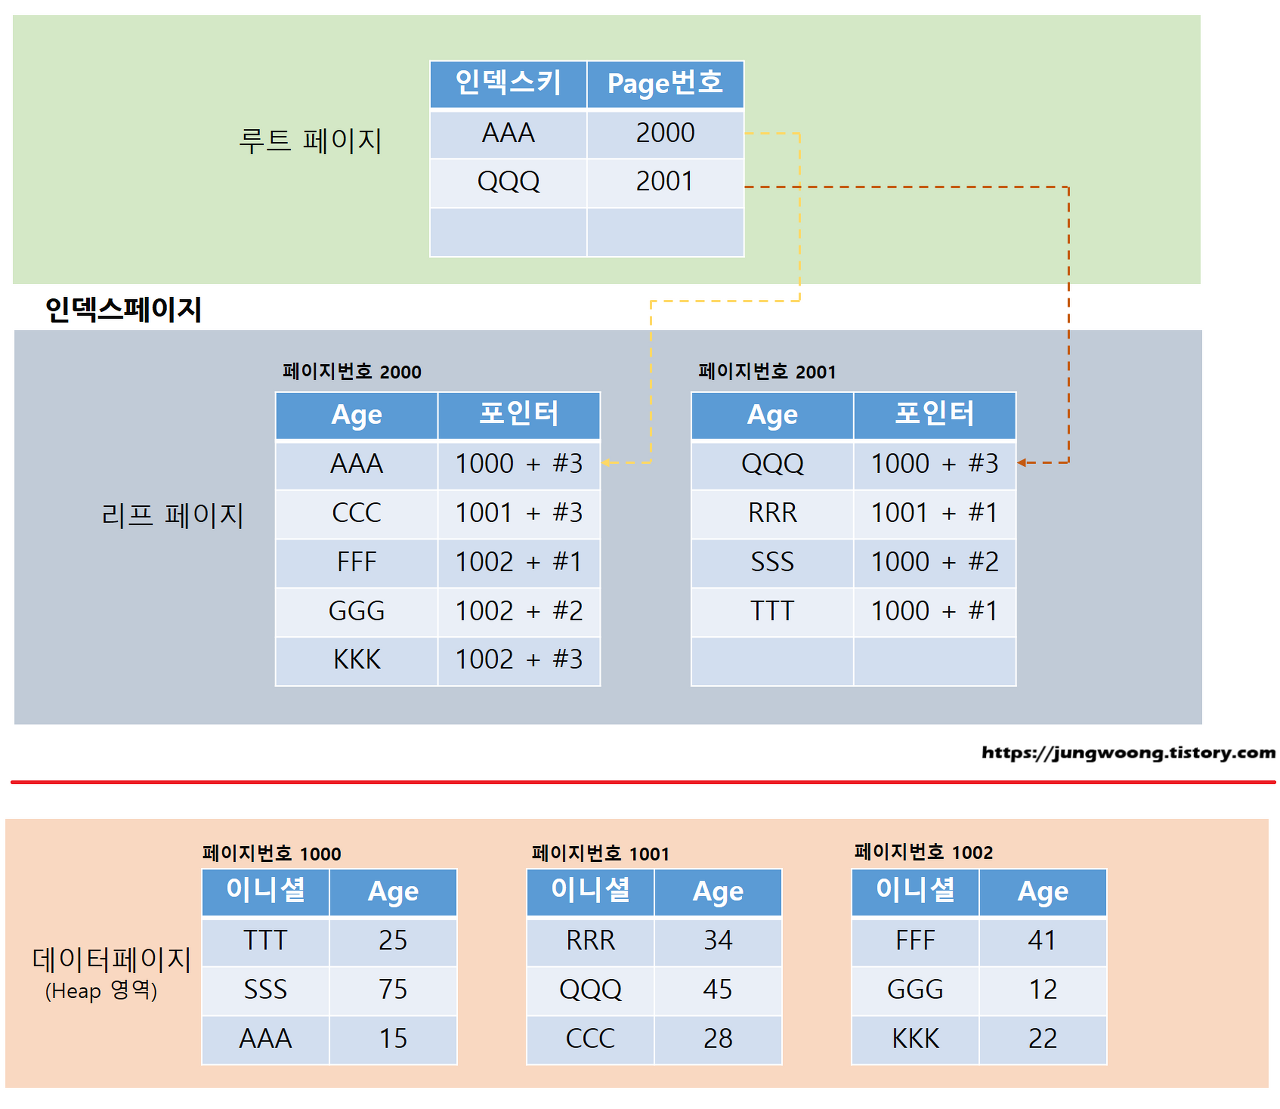 인덱스키 Page번호
루트 페이지
AAA 2000
QQQ 2001
인덱스페이지
페이지번호 2000
Age 포인터
AAA 1000 + #3
CCC 1001 + #3
FFF 1002 + #1
GGG 1002 + #2
KKK 1002 + #3
리프 페이지
페이지번호 2001
Age 포인터
QQQ 1000 + #3
RRR 1001 + #1
SSS 1000 + #2
TTT 1000 + #1
https://jungwoong.tistory.com
데이터페이지
(Heap 영역)
페이지번호 1000
이니셜 Age
TTT 25
SSS 75
AAA 15
페이지번호 1001
이니셜 Age
RRR 34
QQQ 45
CCC 28
페이지번호 1002
이니셜 Age
FFF 41
GGG 12
KKK 22